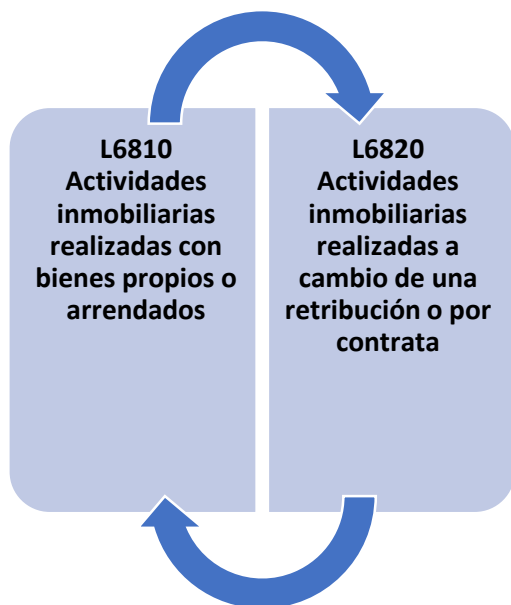 L6810
Actividades
inmobiliarias
realizadas con
bienes propios o
arrendados
L6820
Actividades
inmobiliarias
realizadas a
cambio de una
retribución o por
contrata